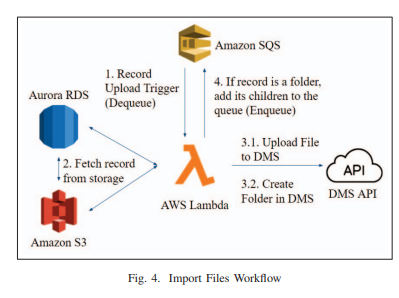 Amazon SQS
1. Record
Upload Trigger
(Dequeue)
4. If record is a folder,
add its children to the
queue (Enqueue)
Aurora RDS
2. Fetch record
from storage
Amazon S3
AWS Lambda
3.1. Upload File
to DMS
3.2. Create
Folder in DMS
API
DMS API
Fig. 4. Import Files Workflow